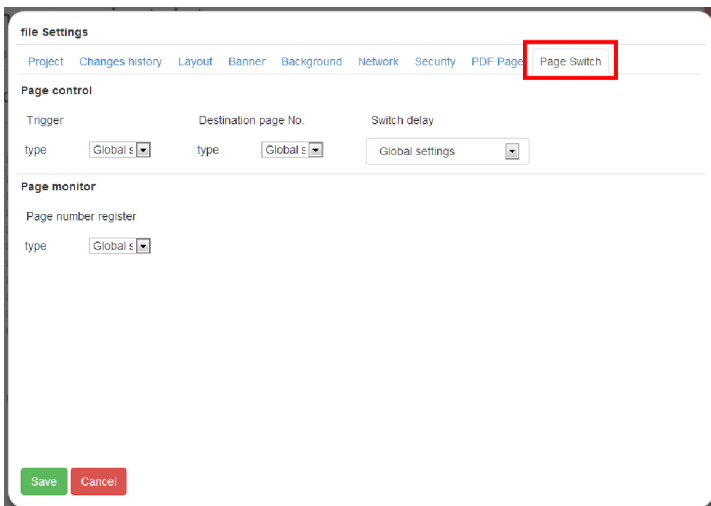 file Settings
Project Changes history Layout Banner Background Network Security PDF Page Page Switch
Page control
Trigger Destination page No. Switch delay
type Global s type Global s Global settings
Page monitor
Page number register
type Global s
Save Cancel